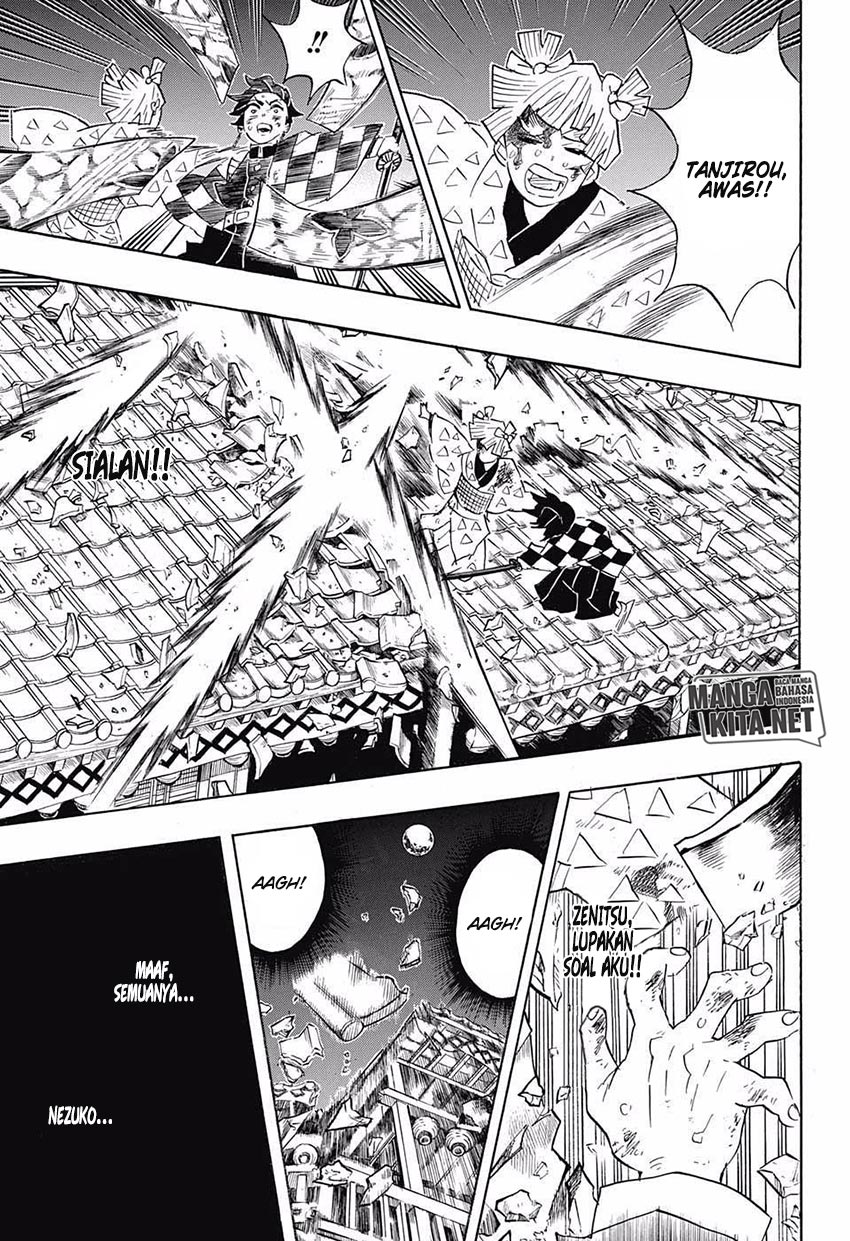 TANJIROU,
AWAS!!
!!
SIALAN!!
MANGA
KITA.NET
BACA MANGA
BAHASA
INDONESIA
ZENITSU,
LUPAKAN
SOAL AKU!!
AAGH!
AAGH!
MAAF,
SEMUANYA...
NEZUKO...